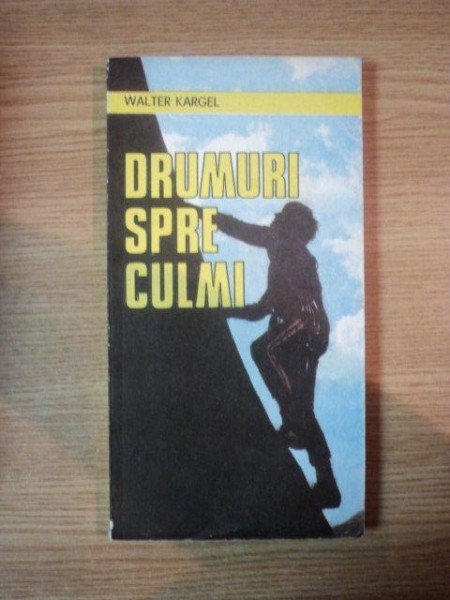 WALTER KARGEL
DRUMURI
SPRE
CULMI